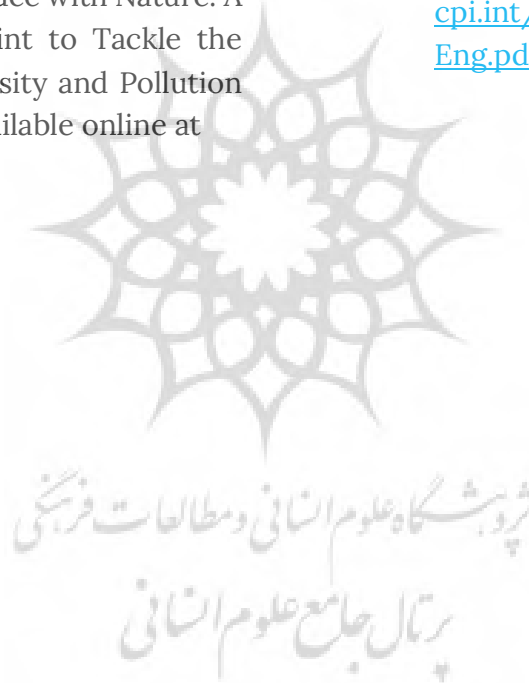 ace with Nature: A
int to Tackle the
sity and Pollution
ailable online at
cpi.int/
Eng.pd
پژوهشگاه علوم انسانی و مطالعات فرهنگی
پرتال جامع علوم انسانی